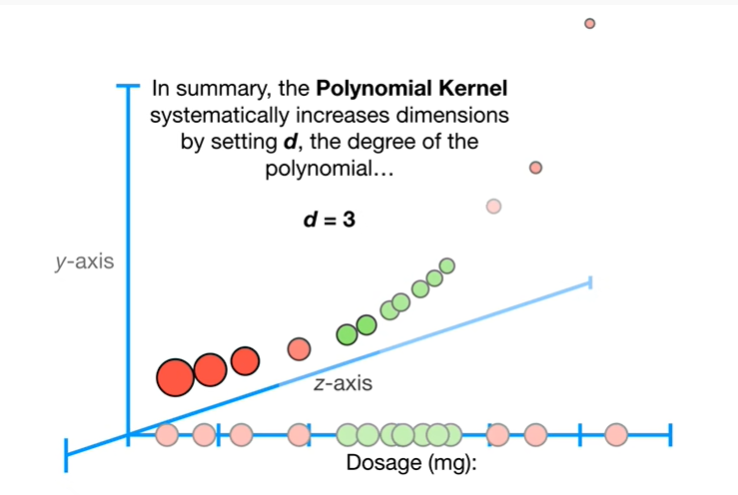 In summary, the Polynomial Kernel
systematically increases dimensions
by setting d, the degree of the
polynomial...
d = 3
y-axis
z-axis
Dosage (mg):